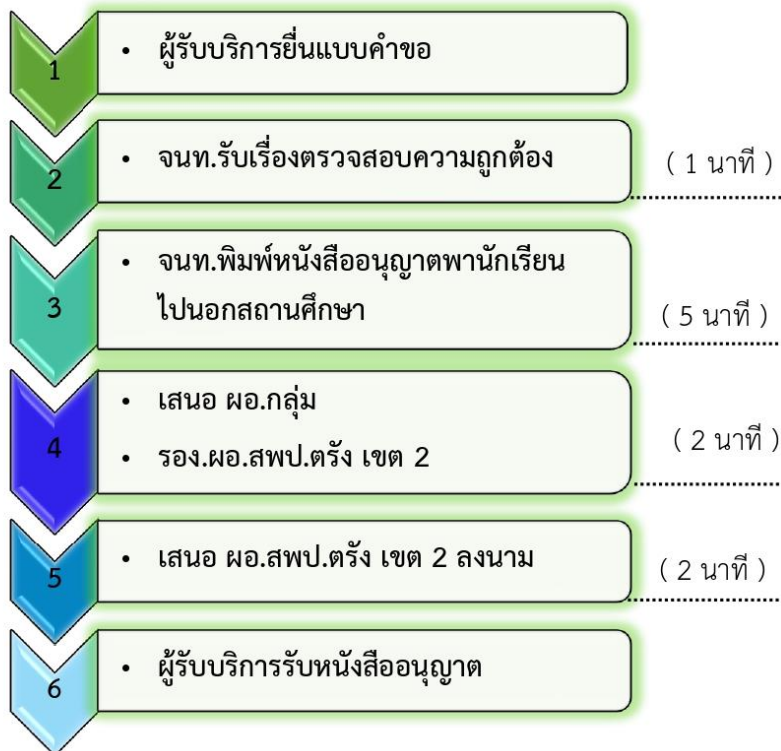 1
• ผู้รับบริการยื่นแบบคำขอ
2
• จนท.รับเรื่องตรวจสอบความถูกต้อง
( 1 นาที )
3
• จนท.พิมพ์หนังสืออนุญาตพานักเรียน
ไปนอกสถานศึกษา
( 5 นาที )
4
• เสนอ ผอ.กลุ่ม
• รอง.ผอ.สพป.ตรัง เขต 2
( 2 นาที )
5
• เสนอ ผอ.สพป.ตรัง เขต 2 ลงนาม
( 2 นาที )
6
• ผู้รับบริการรับหนังสืออนุญาต